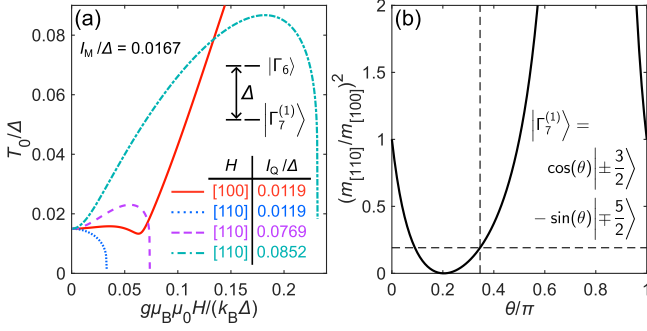 (a)
I_M/Δ = 0.0167
|Γ_6⟩
Δ
|Γ_7^(1)⟩
H I_Q/Δ
[100] 0.0119
[110] 0.0119
[110] 0.0769
[110] 0.0852
T_0/Δ
0.08
0.06
0.04
0.02
0
0 0.05 0.1 0.15 0.2
gμ_Bμ_0H/(k_BΔ)
(b)
|Γ_7^(1)⟩ =
cos(θ)|±3/2⟩
− sin(θ)|∓5/2⟩
(m_[110]/m_[100])^2
2
1.5
1
0.5
0
0 0.2 0.4 0.6 0.8 1
θ/π